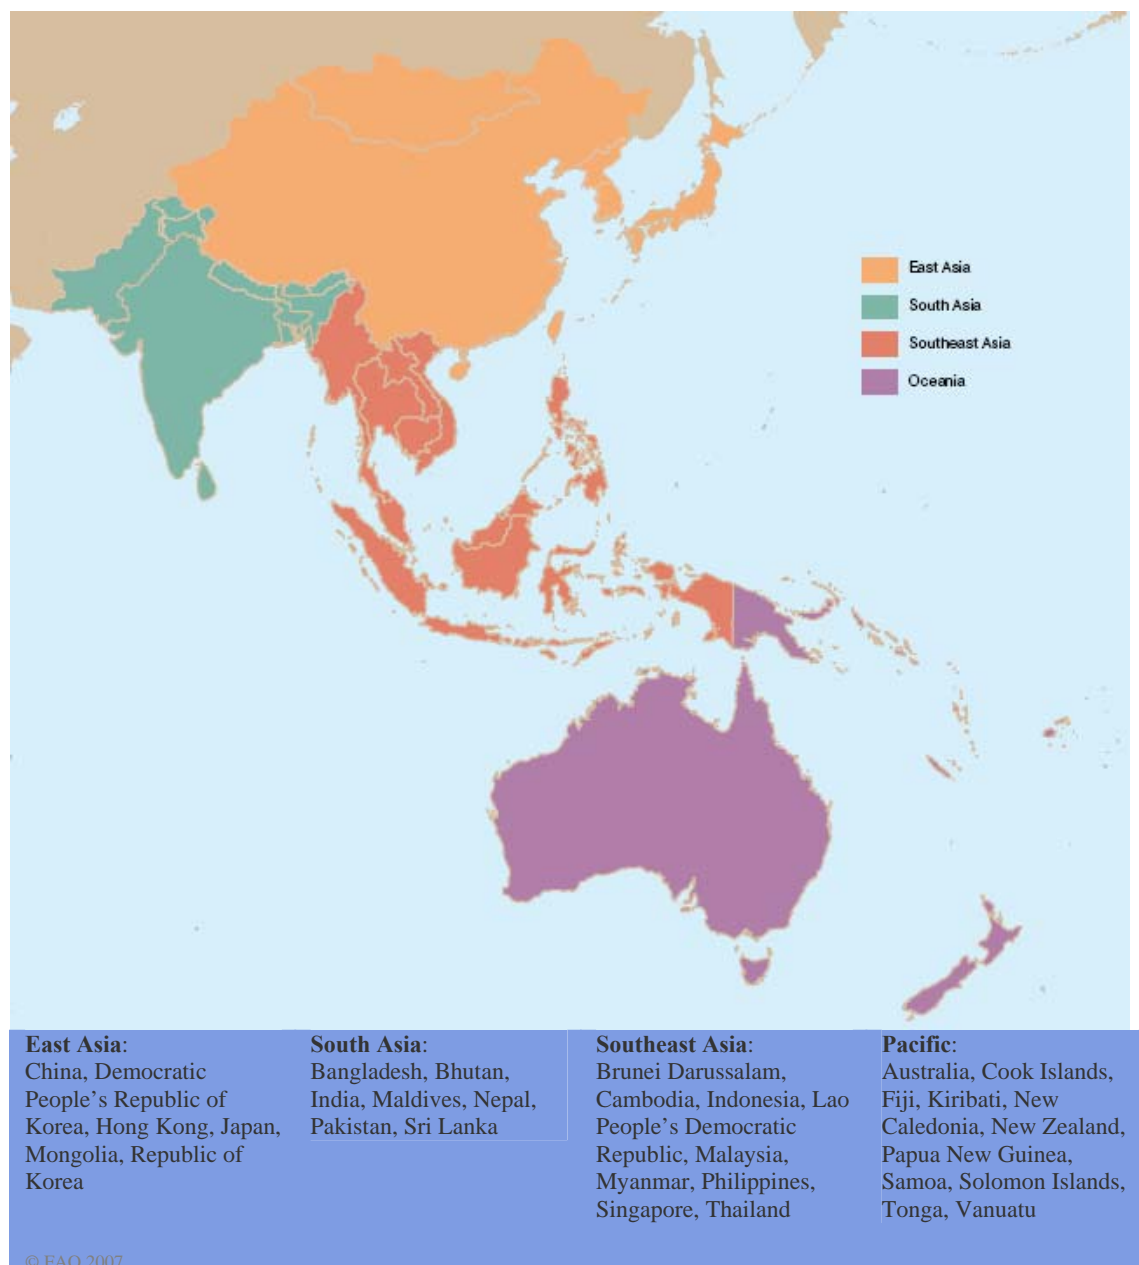 East Asia
South Asia
Southeast Asia
Oceania
East Asia:
China, Democratic
People’s Republic of
Korea, Hong Kong, Japan,
Mongolia, Republic of
Korea
South Asia:
Bangladesh, Bhutan,
India, Maldives, Nepal,
Pakistan, Sri Lanka
Southeast Asia:
Brunei Darussalam,
Cambodia, Indonesia, Lao
People’s Democratic
Republic, Malaysia,
Myanmar, Philippines,
Singapore, Thailand
Pacific:
Australia, Cook Islands,
Fiji, Kiribati, New
Caledonia, New Zealand,
Papua New Guinea,
Samoa, Solomon Islands,
Tonga, Vanuatu
© FAO 2007